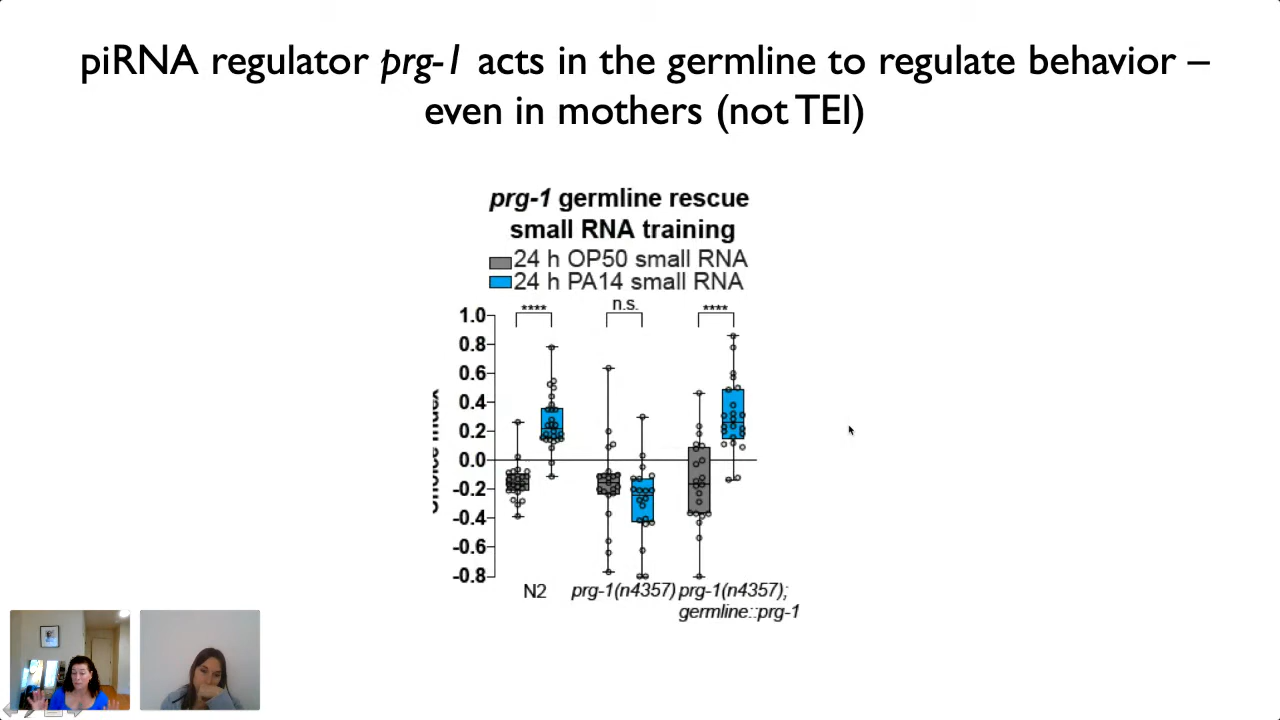 piRNA regulator prg-1 acts in the germline to regulate behavior –
even in mothers (not TEI)
prg-1 germline rescue
small RNA training
24 h OP50 small RNA
24 h PA14 small RNA
**** n.s. ****
1.0
0.8
0.6
0.4
0.2
0.0
-0.2
-0.4
-0.6
-0.8
N2 prg-1(n4357) prg-1(n4357);
germline::prg-1